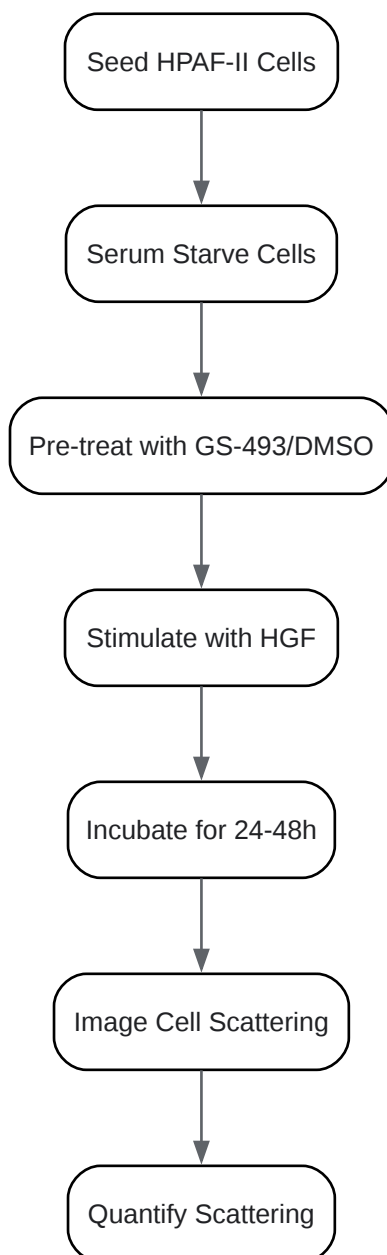 Seed HPAF-II Cells
Serum Starve Cells
Pre-treat with GS-493/DMSO
Stimulate with HGF
Incubate for 24-48h
Image Cell Scattering
Quantify Scattering